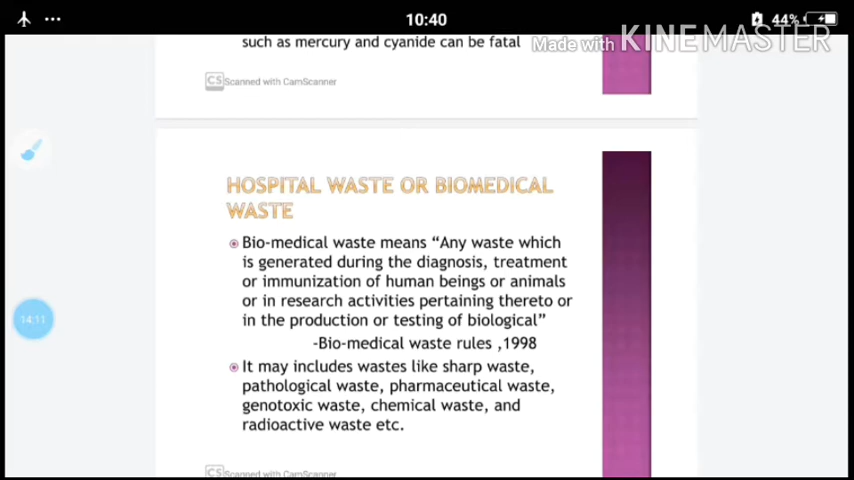 10:40
44%
such as mercury and cyanide can be fatal
Made with KINEMASTER
CS Scanned with CamScanner
HOSPITAL WASTE OR BIOMEDICAL
WASTE
Bio-medical waste means “Any waste which
is generated during the diagnosis, treatment
or immunization of human beings or animals
or in research activities pertaining thereto or
in the production or testing of biological”
-Bio-medical waste rules ,1998
It may includes wastes like sharp waste,
pathological waste, pharmaceutical waste,
genotoxic waste, chemical waste, and
radioactive waste etc.
14:11
CS Scanned with CamScanner